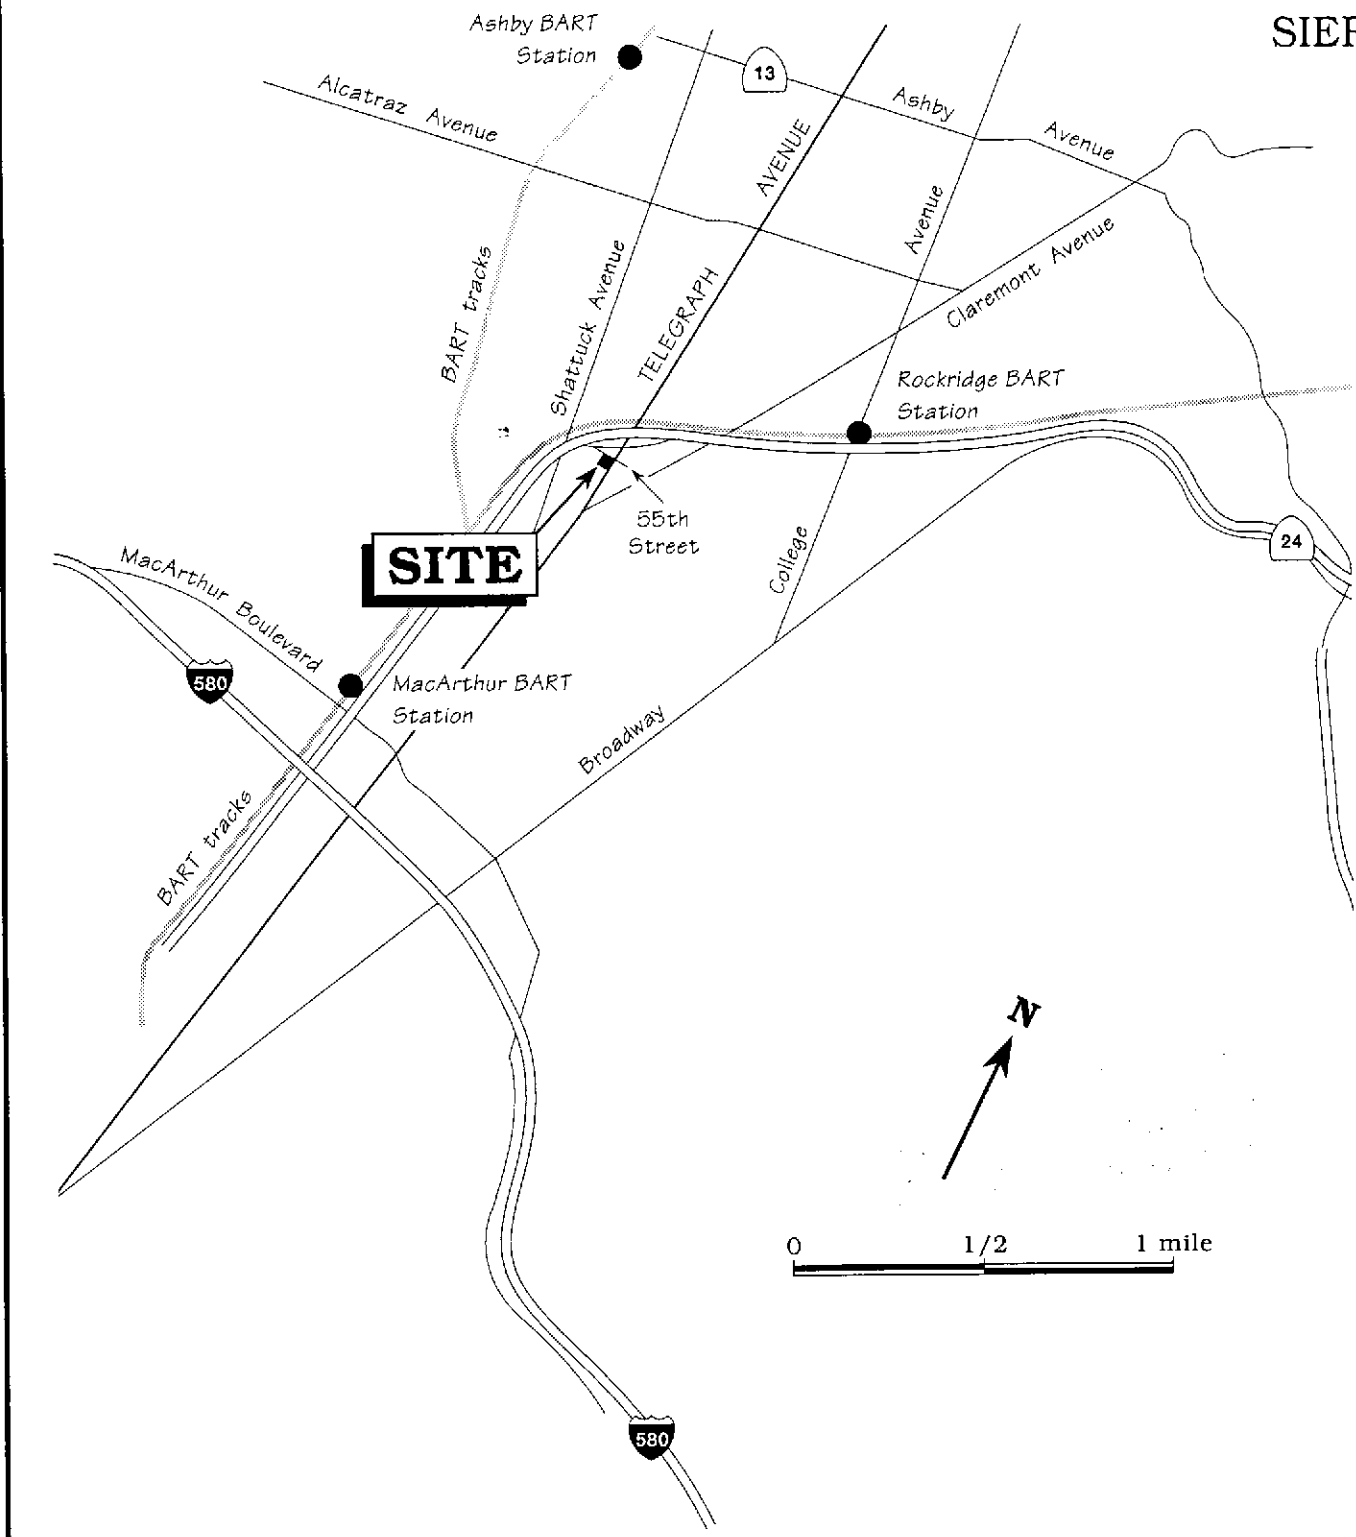 SIER
Ashby BART
Station
13
Ashby Avenue
Alcatraz Avenue
TELEGRAPH AVENUE
College Avenue
Claremont Avenue
BART tracks
Shattuck Avenue
Rockridge BART
Station
55th
Street
24
SITE
MacArthur Boulevard
580
MacArthur BART
Station
Broadway
BART tracks
N
0 1/2 1 mile
580